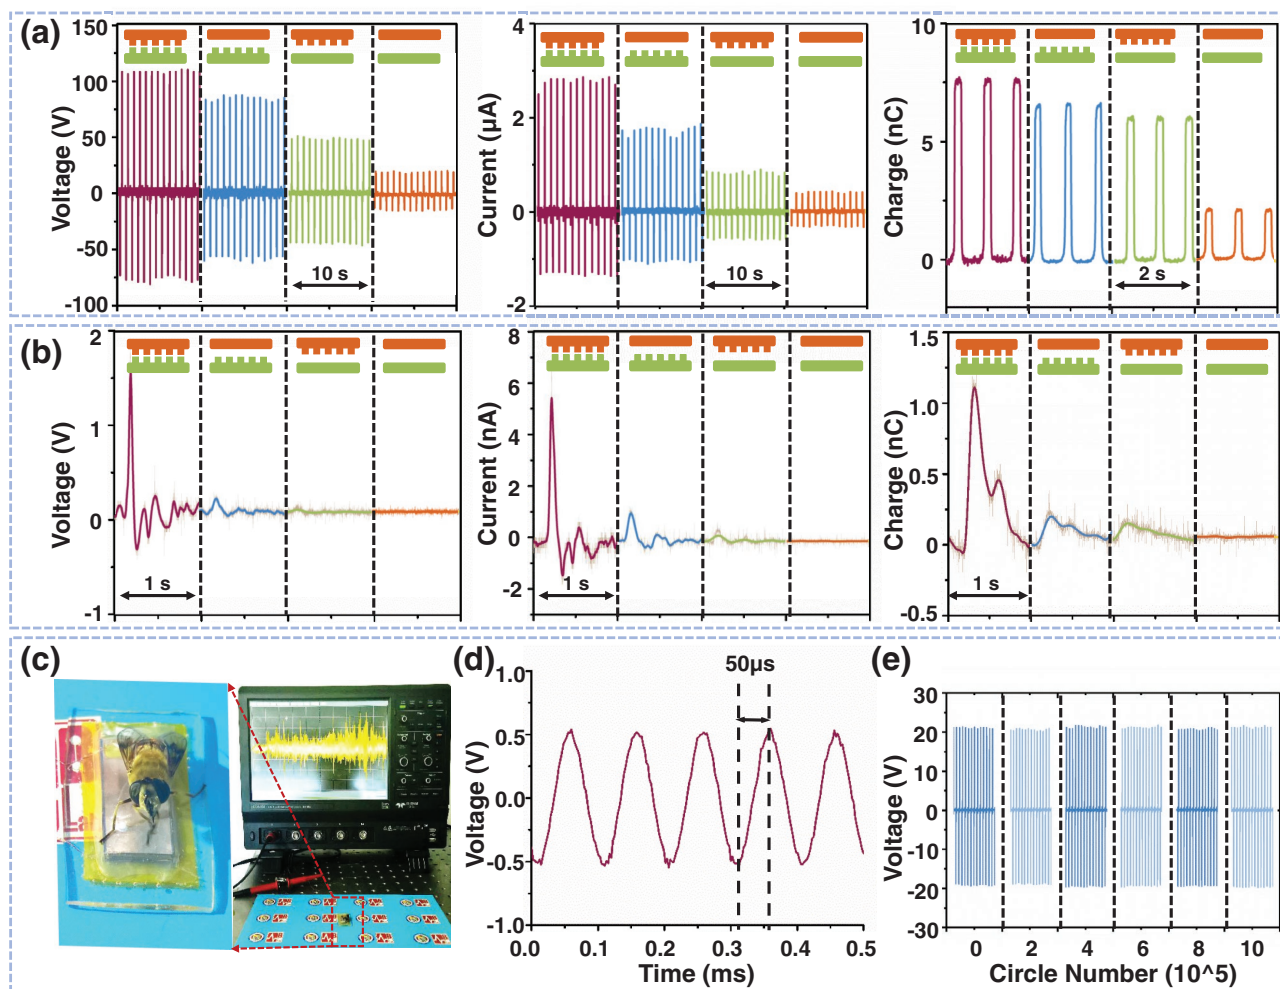 (a)
150
100
50
0
-50
-100
Voltage (V)
10 s
6
4
2
0
-2
Current (μA)
10 s
10
5
0
Charge (nC)
2 s
(b)
2
1
0
-1
Voltage (V)
1 s
8
6
4
2
0
-2
Current (nA)
1 s
1.5
1.0
0.5
0.0
-0.5
Charge (nC)
1 s
(c)
(d)
50μs
1.0
0.5
0.0
-0.5
-1.0
Voltage (V)
0.0 0.1 0.2 0.3 0.4 0.5
Time (ms)
(e)
30
20
10
0
-10
-20
-30
Voltage (V)
0 2 4 6 8 10
Circle Number (10^5)